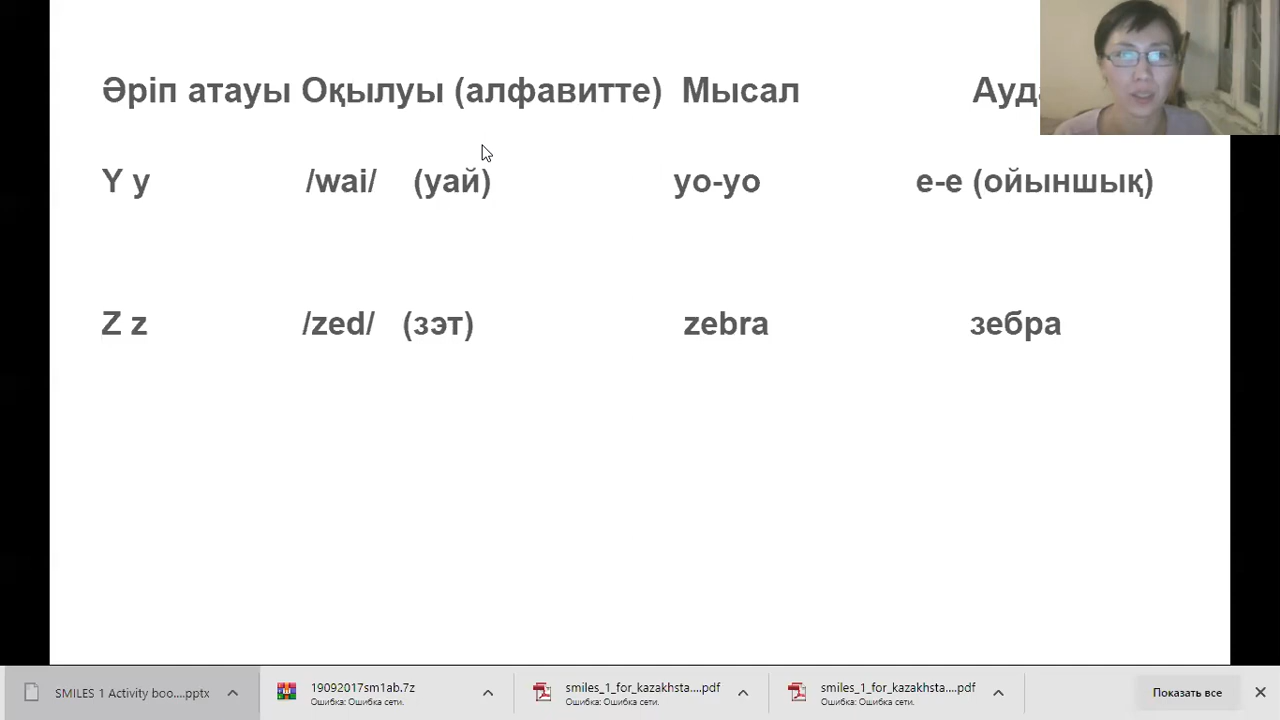 Әріп атауы Оқылуы (алфавитте) Мысал Ауда
Y y /wai/ (уай) yo-yo е-е (ойыншық)
Z z /zed/ (зэт) zebra зебра
SMILES 1 Activity boo....pptx 19092017sm1ab.7z smiles_1_for_kazakhsta....pdf smiles_1_for_kazakhsta....pdf Показать все
Ошибка: Ошибка сети. Ошибка: Ошибка сети. Ошибка: Ошибка сети.